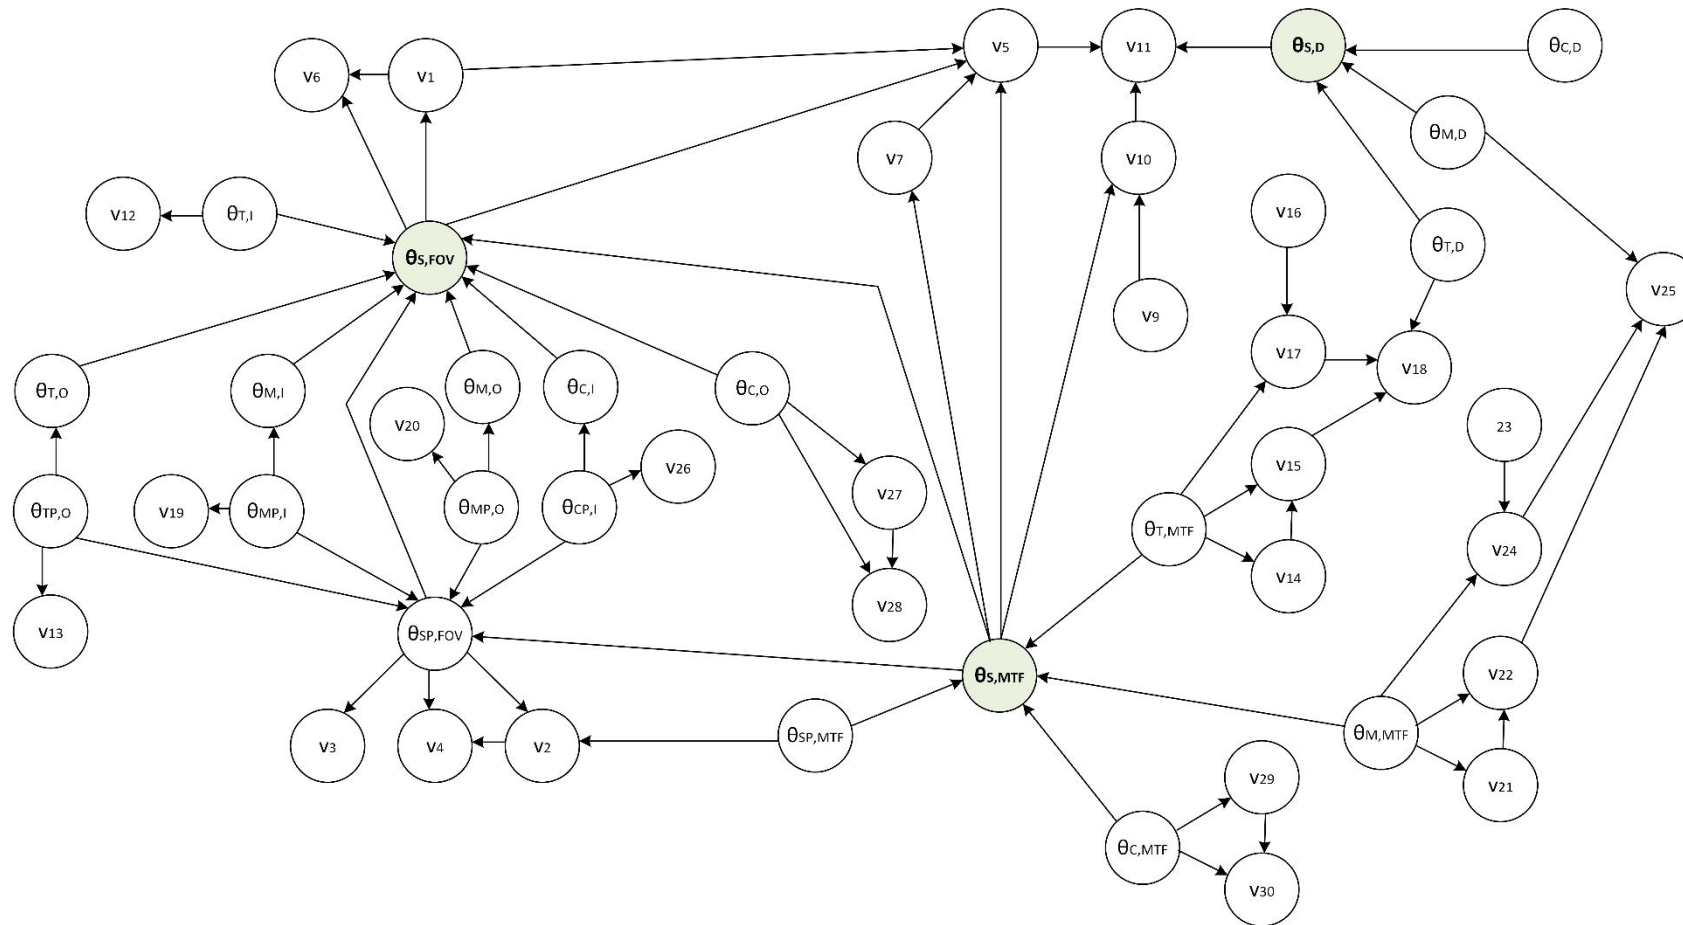 v5
v11
θS,D
θC,D
v6
v1
θM,D
v7
v10
v12
θT,I
v16
θT,D
θS,FOV
v25
v9
v17
v18
θT,O
θM,I
θM,O
θC,I
θC,O
v20
23
v26
v15
v27
θTP,O
v19
θMP,I
θMP,O
θCP,I
θT,MTF
v24
v14
v28
v13
θSP,FOV
θS,MTF
v22
v3
v4
v2
θSP,MTF
θM,MTF
v29
v21
θC,MTF
v30